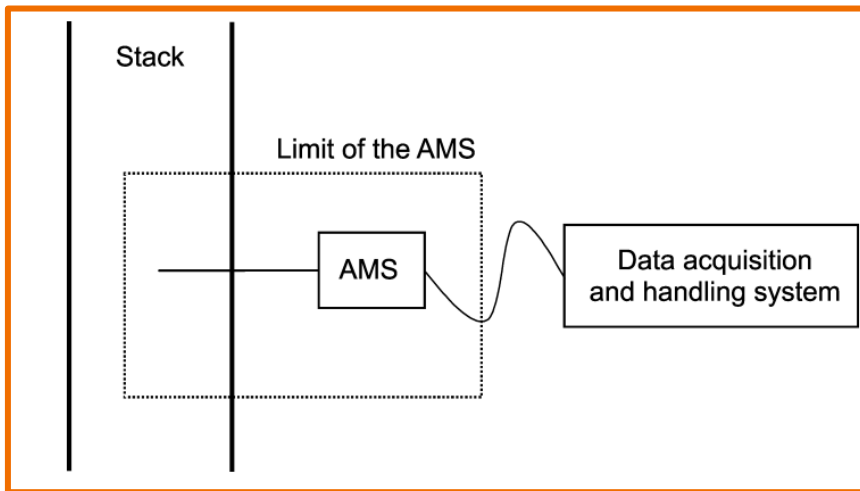 Stack
Limit of the AMS
AMS
Data acquisition
and handling system